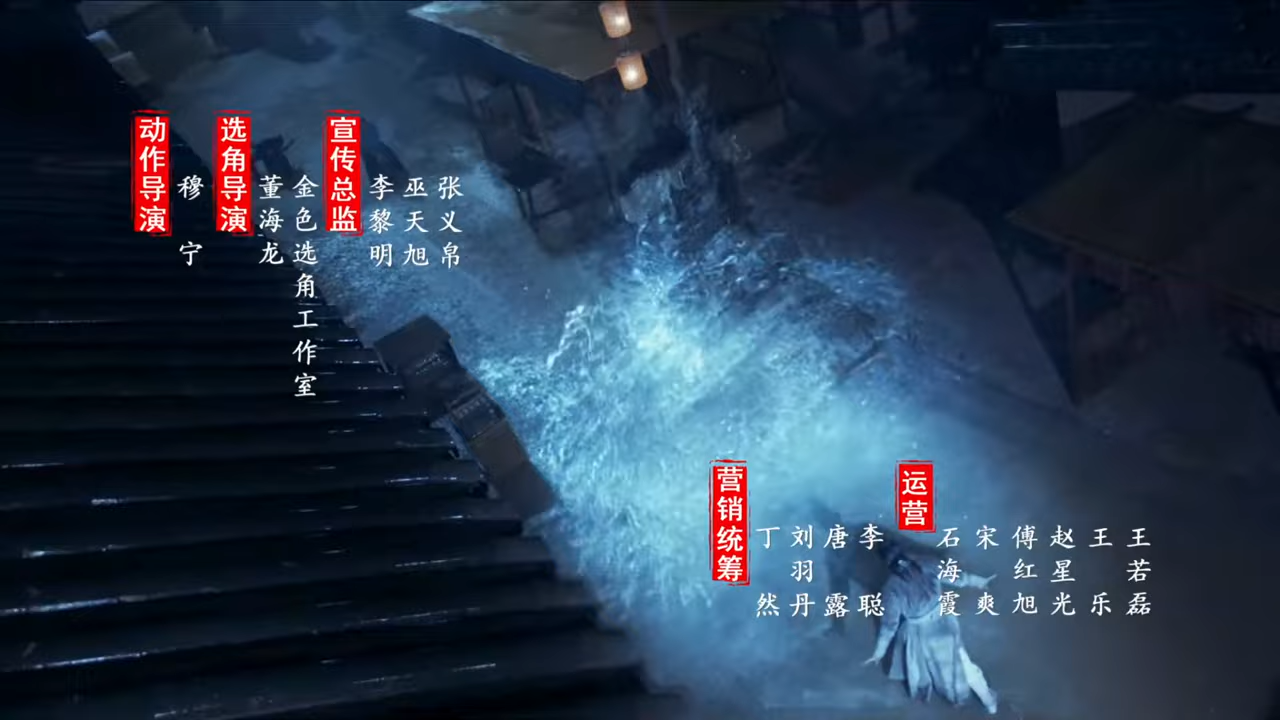 动作导演
穆宁
选角导演
董海龙
金色选角工作室
宣传总监
李黎明
巫天旭
张义帛
营销统筹
丁然
刘羽丹
唐露
李聪
运营
石海霞
宋爽
傅红旭
赵星光
王乐
王若磊